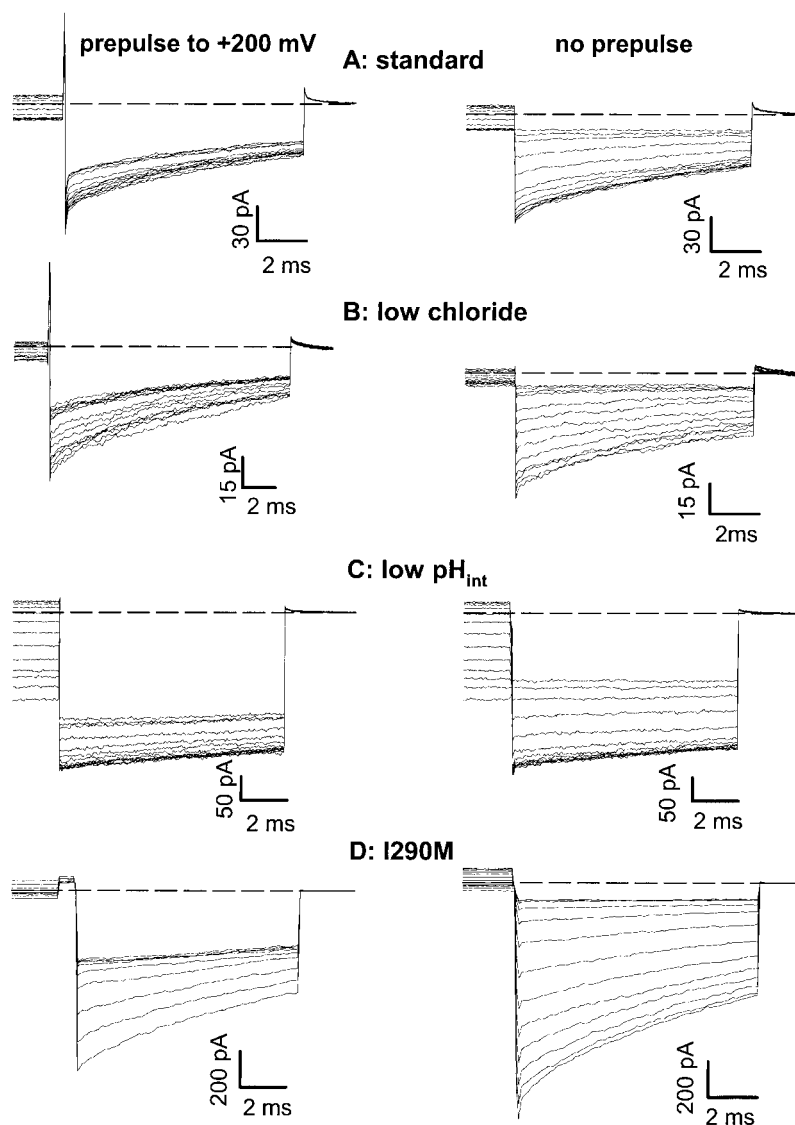 prepulse to +200 mV
no prepulse
A: standard
30 pA
2 ms
30 pA
2 ms
B: low chloride
15 pA
2 ms
15 pA
2ms
C: low pHint
50 pA
2 ms
50 pA
2 ms
D: I290M
200 pA
2 ms
200 pA
2 ms